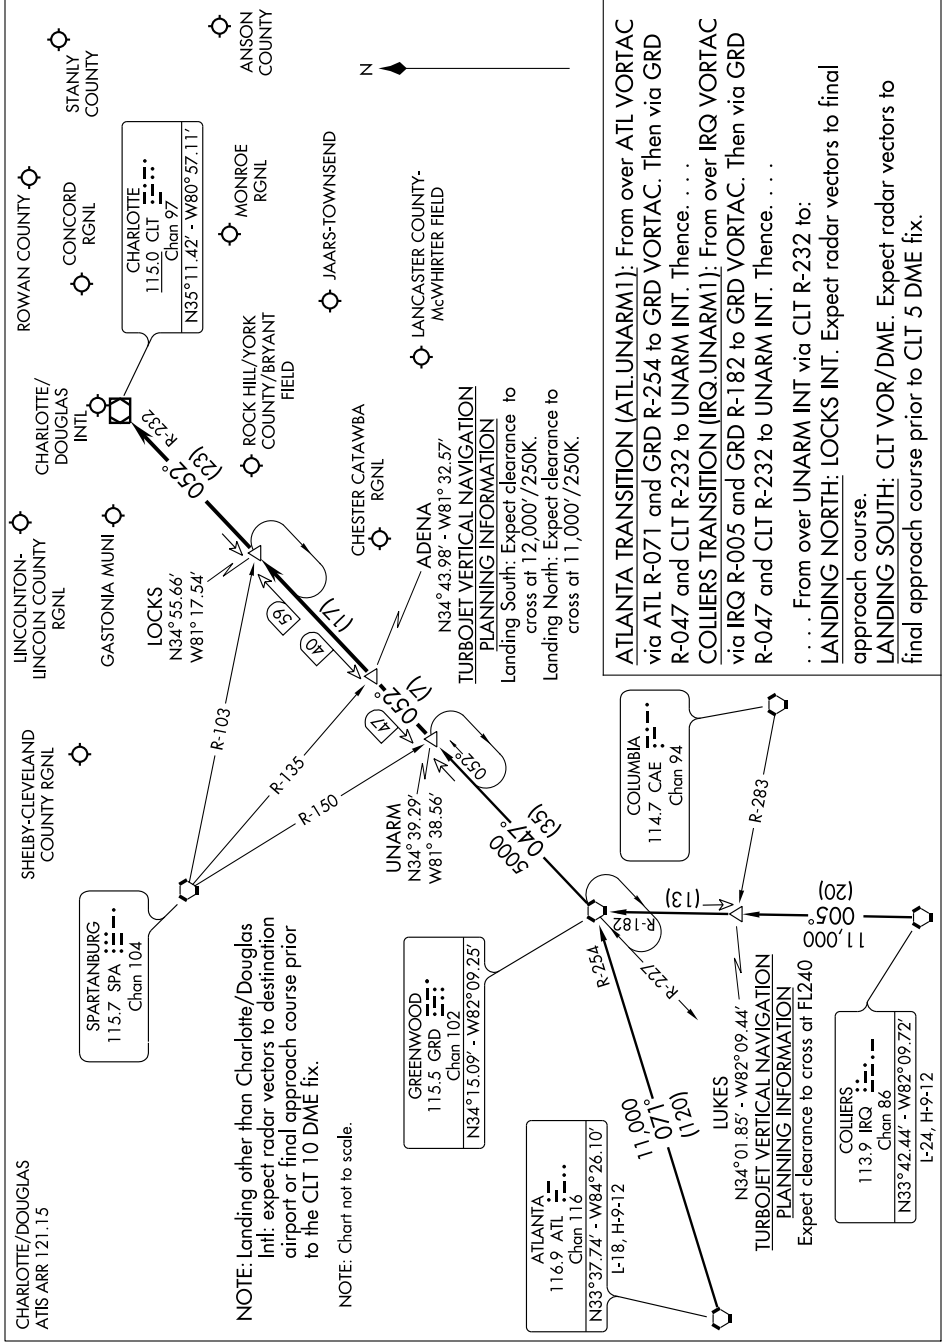 CHARLOTTE/DOUGLAS
ATIS ARR 121.15
SHELBY-CLEVELAND
COUNTY RGNL
LINCOLNTON-
LINCOLN COUNTY
RGNL
GASTONIA MUNI
CHARLOTTE/
DOUGLAS
INTL
ROWAN COUNTY
CONCORD
RGNL
STANLY
COUNTY
ANSON
COUNTY
MONROE
RGNL
JAARS-TOWNSEND
LANCASTER COUNTY-
McWHIRTER FIELD
ROCK HILL/YORK
COUNTY/BRYANT
FIELD
CHESTER CATAWBA
RGNL
N
CHARLOTTE
115.0 CLT
Chan 97
N35°11.42' - W80°57.11'
R-232
052°
(23)
LOCKS
N34°55.66'
W81°17.54'
59
40
(17)
ADENA
N34°43.98' - W81°32.57'
TURBOJET VERTICAL NAVIGATION
PLANNING INFORMATION
Landing South: Expect clearance to
cross at 12,000'/250K.
Landing North: Expect clearance to
cross at 11,000'/250K.
052°
(7)
47
SPARTANBURG
115.7 SPA
Chan 104
R-103
R-135
R-150
UNARM
N34°39.29'
W81°38.56'
052°
5000
047°
(35)
NOTE: Landing other than Charlotte/Douglas
Intl: expect radar vectors to destination
airport or final approach course prior
to the CLT 10 DME fix.
NOTE: Chart not to scale.
GREENWOOD
115.5 GRD
Chan 102
N34°15.09' - W82°09.25'
R-254
R-182
R-227
(13)
COLUMBIA
114.7 CAE
Chan 94
R-283
ATLANTA
116.9 ATL
Chan 116
N33°37.74' - W84°26.10'
L-18, H-9-12
11,000
071°
(120)
LUKES
N34°01.85' - W82°09.44'
TURBOJET VERTICAL NAVIGATION
PLANNING INFORMATION
Expect clearance to cross at FL240
11,000
005°
(20)
COLLIERS
113.9 IRQ
Chan 86
N33°42.44' - W82°09.72'
L-24, H-9-12
ATLANTA TRANSITION (ATL.UNARM1): From over ATL VORTAC
via ATL R-071 and GRD R-254 to GRD VORTAC. Then via GRD
R-047 and CLT R-232 to UNARM INT. Thence. . . .
COLLIERS TRANSITION (IRQ.UNARM1): From over IRQ VORTAC
via IRQ R-005 and GRD R-182 to GRD VORTAC. Then via GRD
R-047 and CLT R-232 to UNARM INT. Thence. . . .
. . . . From over UNARM INT via CLT R-232 to:
LANDING NORTH: LOCKS INT. Expect radar vectors to final
approach course.
LANDING SOUTH: CLT VOR/DME. Expect radar vectors to
final approach course prior to CLT 5 DME fix.